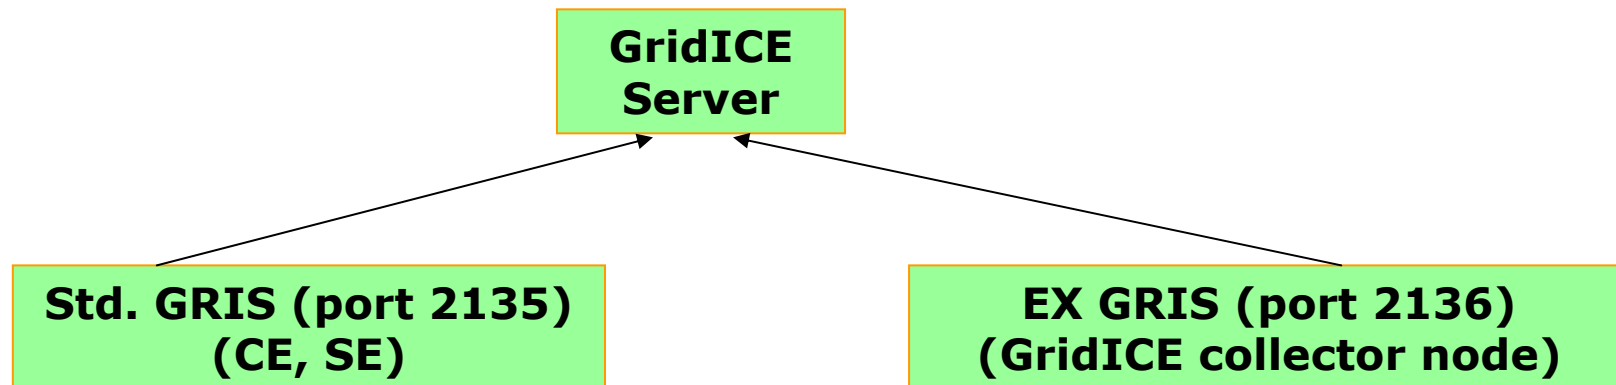 GridICE
Server
Std. GRIS (port 2135)
(CE, SE)
EX GRIS (port 2136)
(GridICE collector node)